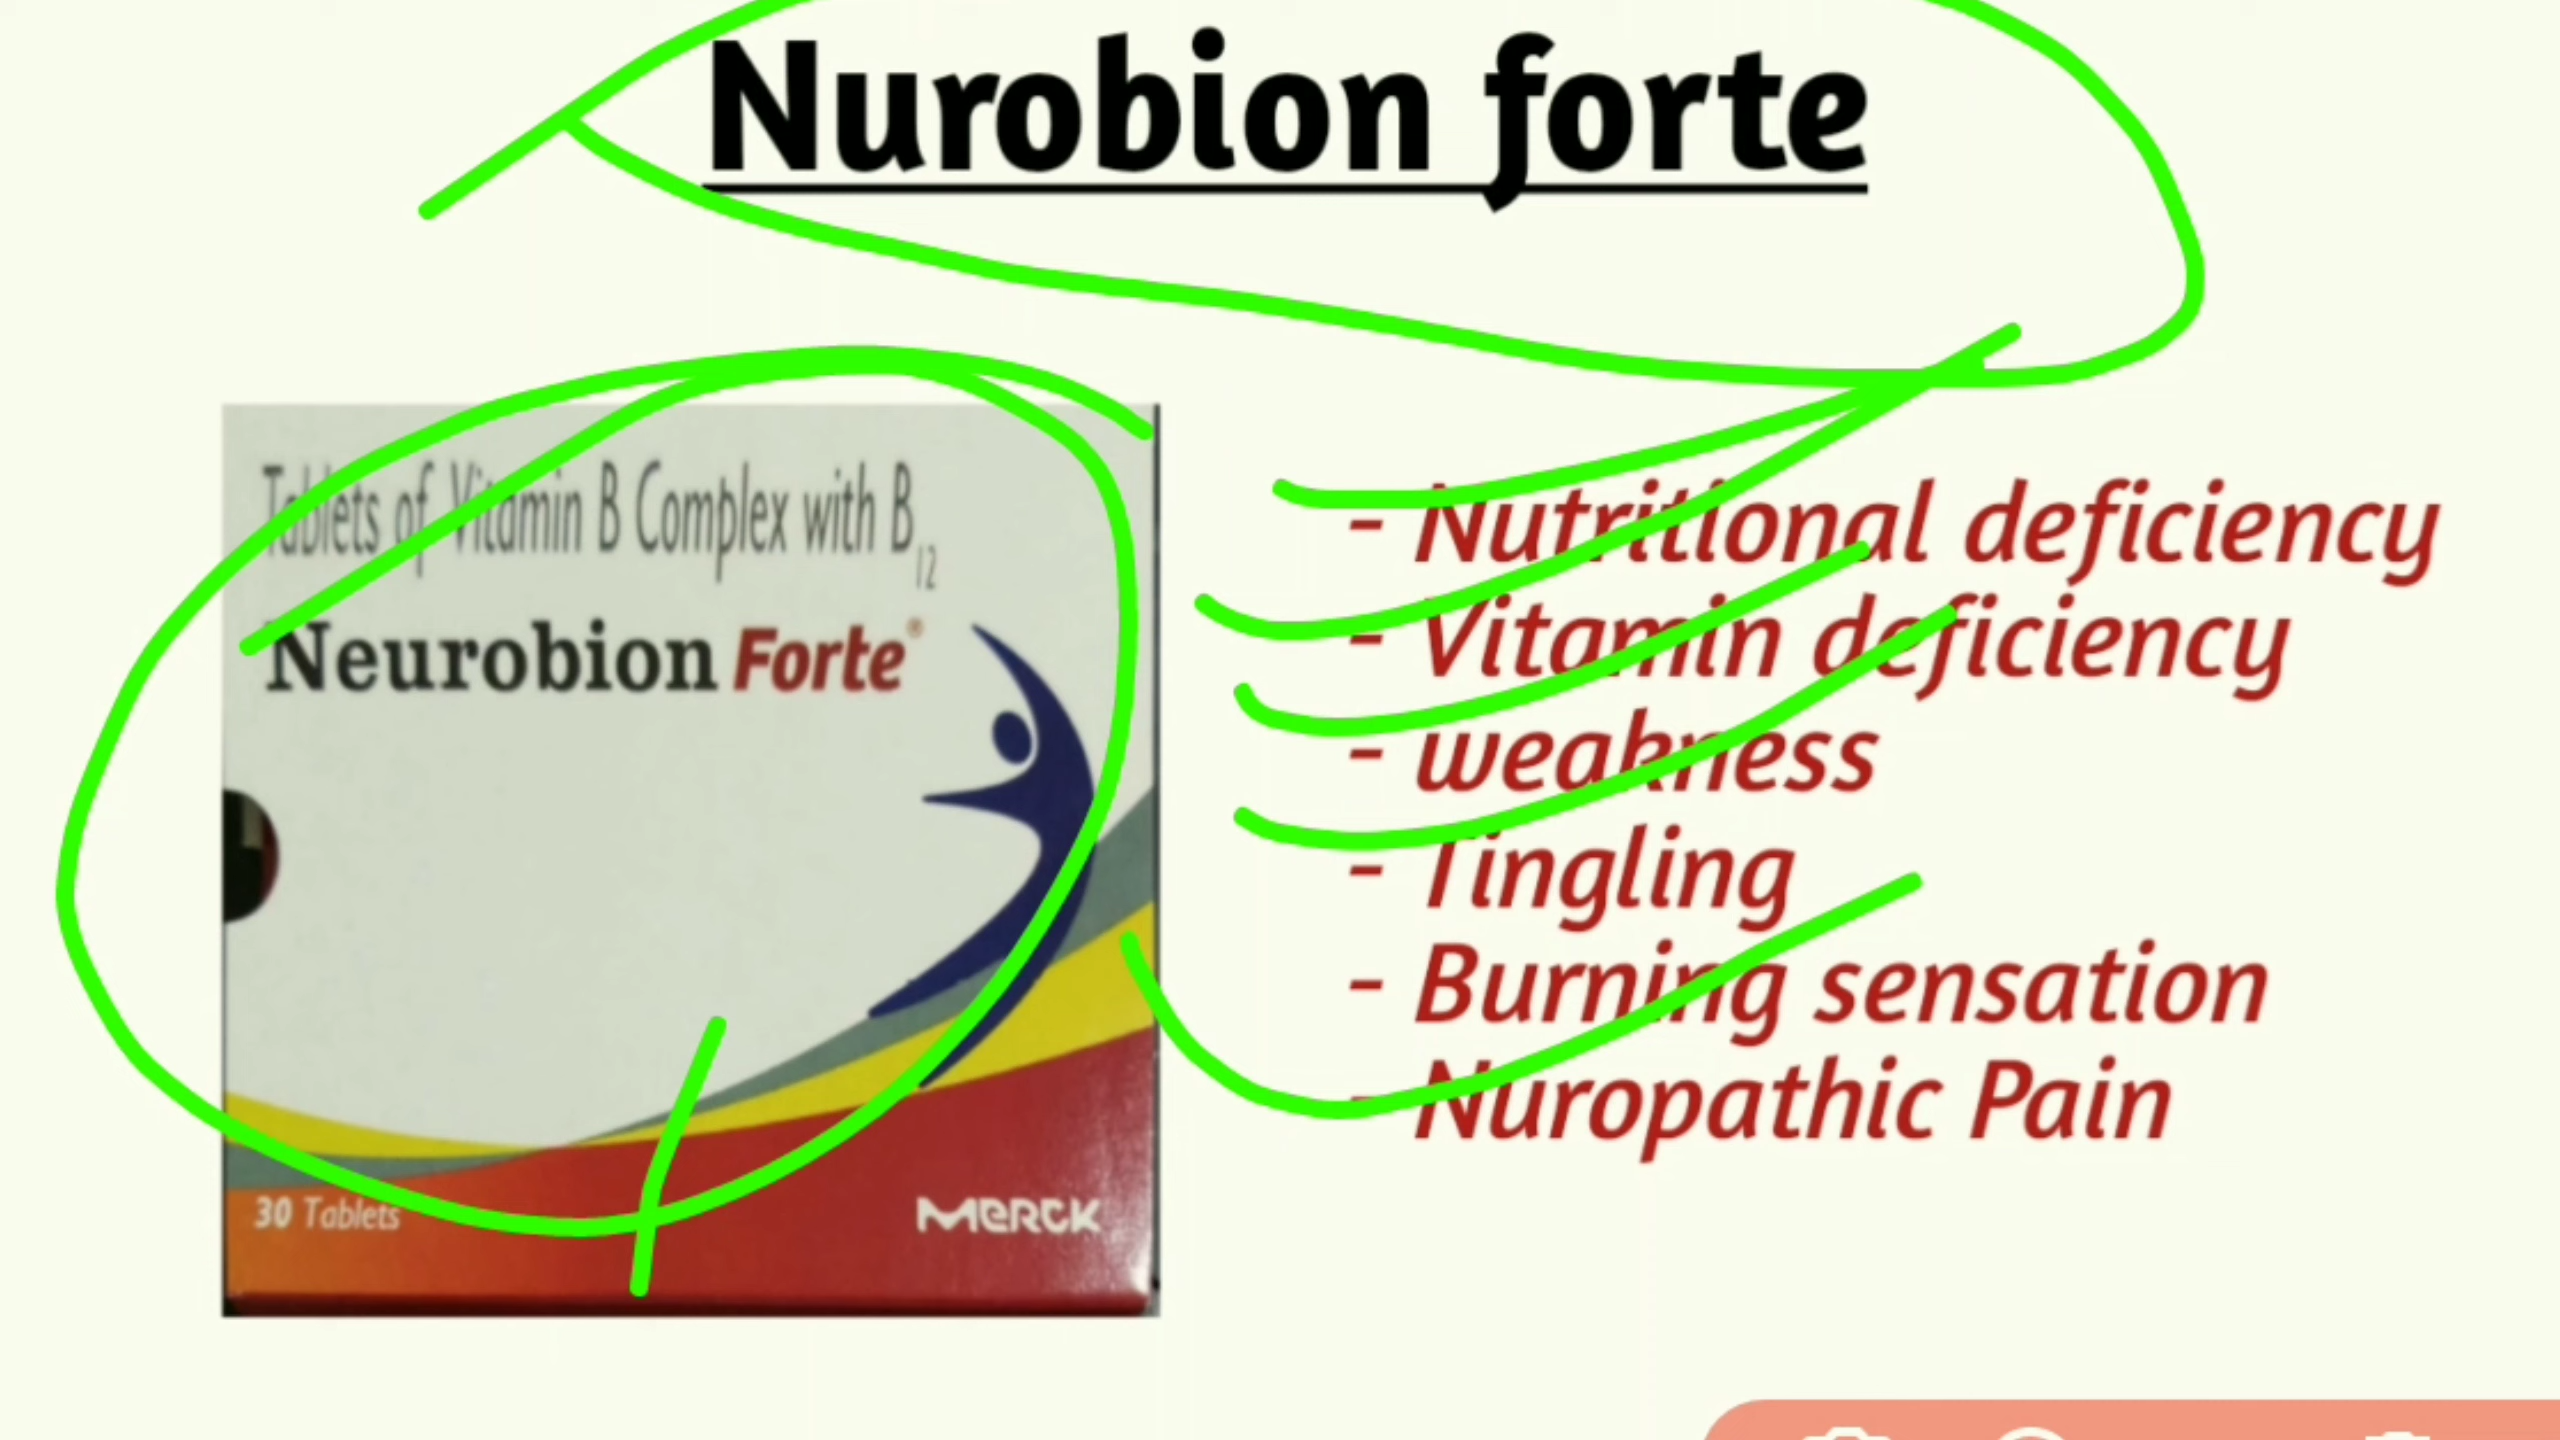 Nurobion forte
Tablets of Vitamin B Complex with B12
Neurobion Forte®
30 Tablets
MERCK
- Nutritional deficiency
- Vitamin deficiency
- weakness
- Tingling
- Burning sensation
- Nuropathic Pain